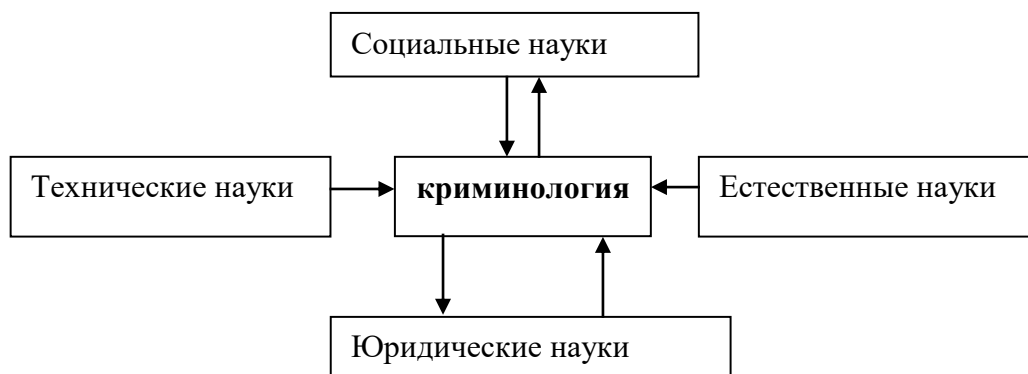 Социальные науки
Технические науки
криминология
Естественные науки
Юридические науки